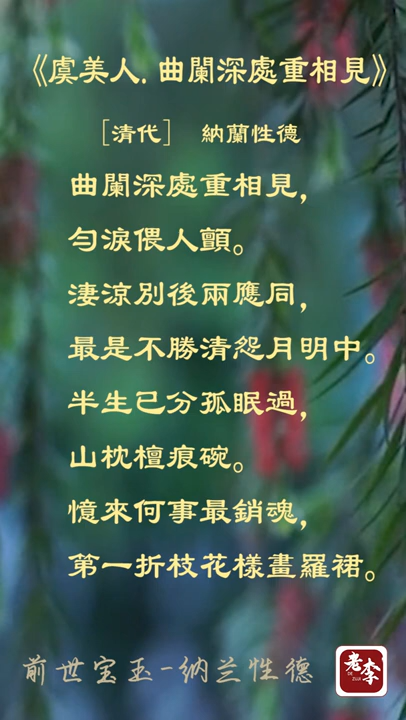 《虞美人.曲闌深處重相見》
［清代］ 納蘭性德
曲闌深處重相見，
勻淚偎人顫。
淒涼別後兩應同，
最是不勝清怨月明中。
半生已分孤眠過，
山枕檀痕碗。
憶來何事最銷魂，
第一折枝花樣畫羅裙。
前世宝玉-纳兰性德
老李